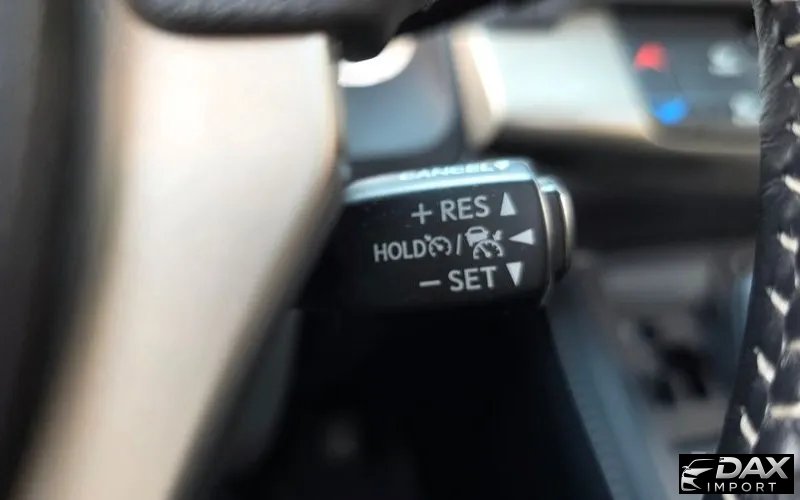 CANCEL
+ RES
HOLD /
− SET
DAX
IMPORT